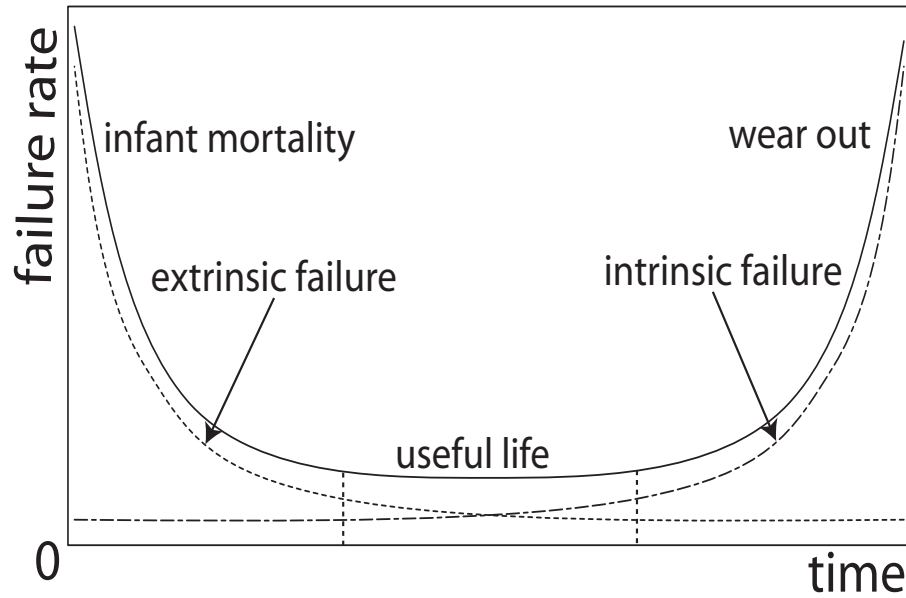 failure rate
infant mortality
wear out
extrinsic failure
intrinsic failure
useful life
0
time